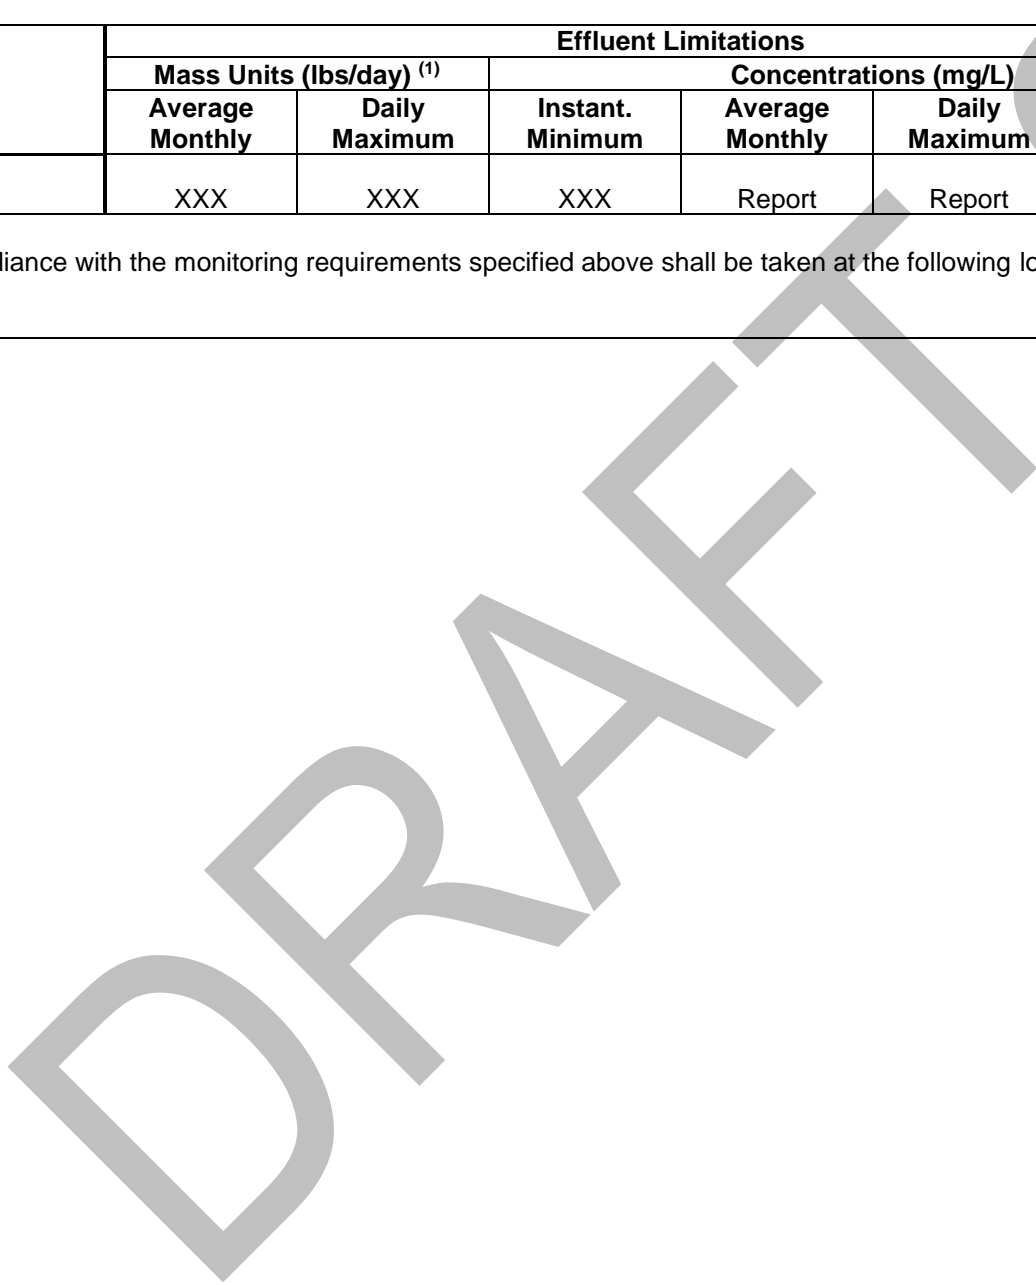 Effluent Limitations
Mass Units (lbs/day) (1) Concentrations (mg/L)
Average Daily Instant. Average Daily
Monthly Maximum Minimum Monthly Maximum
XXX XXX XXX Report Report
liance with the monitoring requirements specified above shall be taken at the following lo
DRAFT